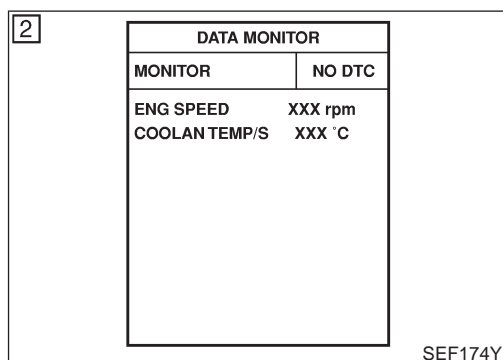 2
DATA MONITOR
MONITOR NO DTC
ENG SPEED XXX rpm
COOLAN TEMP/S XXX °C
SEF174Y